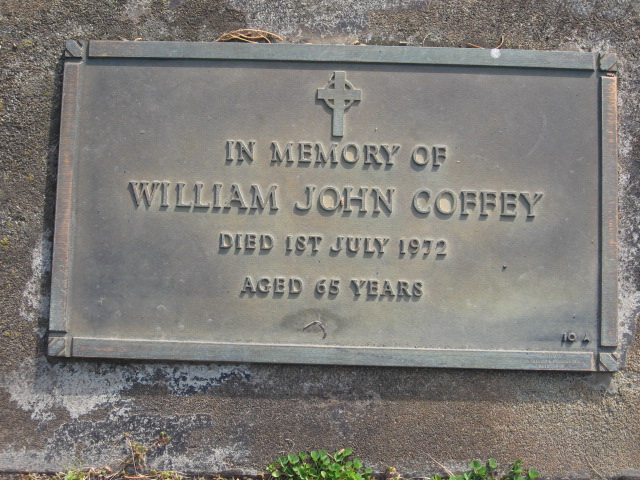 IN MEMORY OF
WILLIAM JOHN COFFEY
DIED 1ST JULY 1972
AGED 65 YEARS
10 A